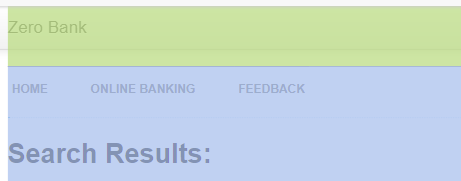 Zero Bank
HOME ONLINE BANKING FEEDBACK
Search Results: